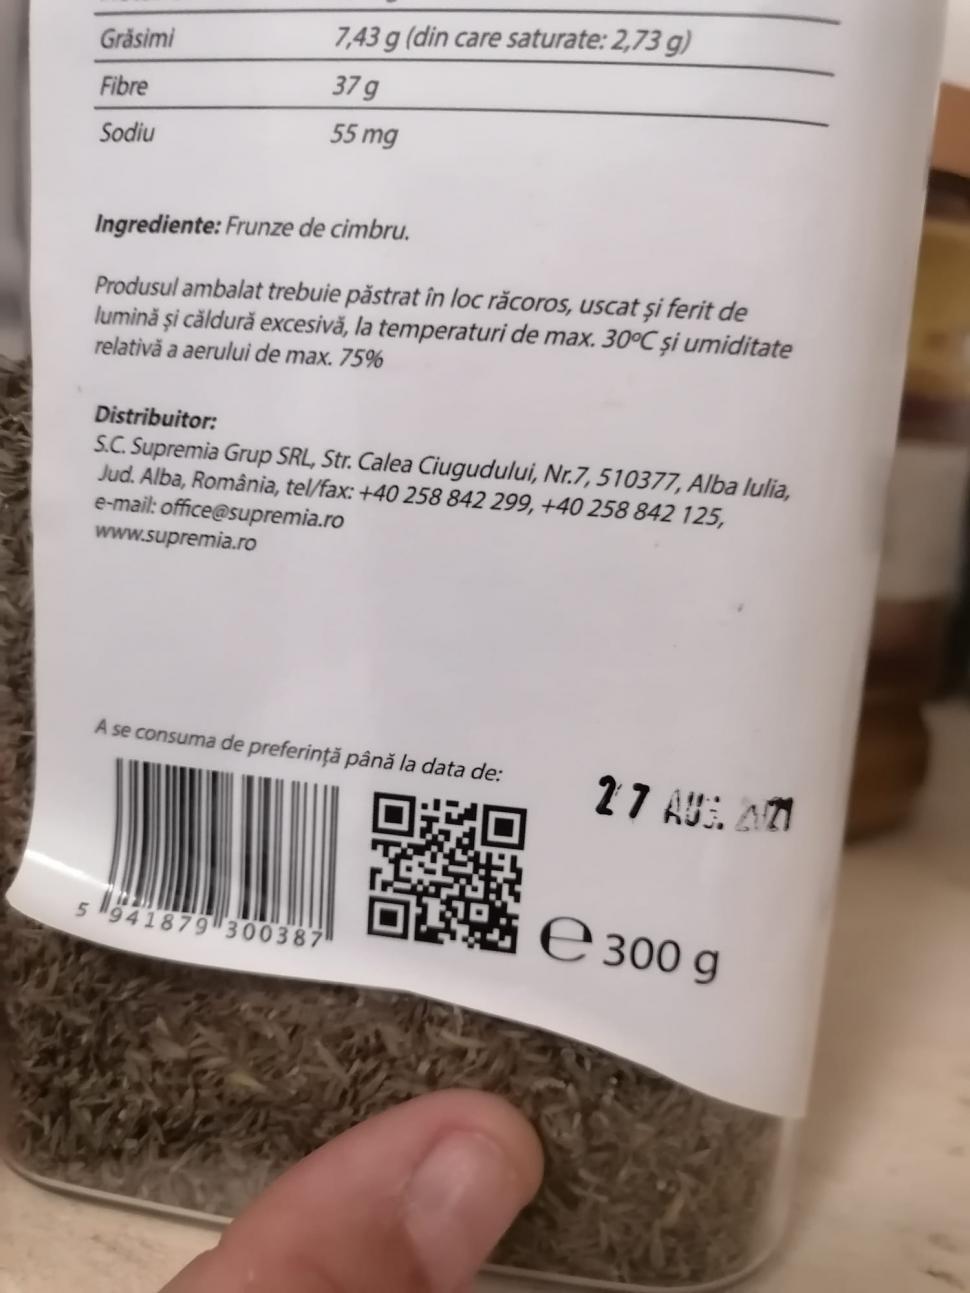 Grăsimi 7,43 g (din care saturate: 2,73 g)
Fibre 37 g
Sodiu 55 mg
Ingrediente: Frunze de cimbru.
Produsul ambalat trebuie păstrat în loc răcoros, uscat și ferit de
lumină și căldură excesivă, la temperaturi de max. 30ºC și umiditate
relativă a aerului de max. 75%
Distribuitor:
S.C. Supremia Grup SRL, Str. Calea Ciugudului, Nr.7, 510377, Alba Iulia,
Jud. Alba, România, tel/fax: +40 258 842 299, +40 258 842 125,
e-mail: office@supremia.ro
www.supremia.ro
A se consuma de preferință până la data de:
27 AUG. 2021
5 941879 300387
e 300 g